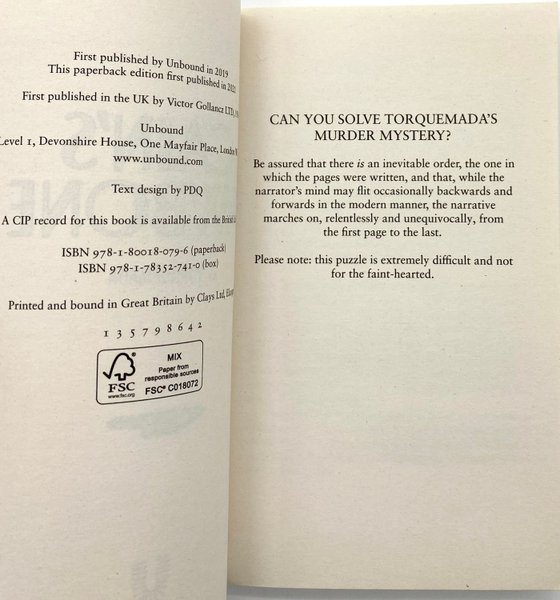 First published by Unbound in 2019
This paperback edition first published in 2021
First published in the UK by Victor Gollancz LTD,
Unbound
Level 1, Devonshire House, One Mayfair Place, London W
www.unbound.com
Text design by PDQ
A CIP record for this book is available from the British
ISBN 978-1-80018-079-6 (paperback)
ISBN 978-1-78352-741-0 (box)
Printed and bound in Great Britain by Clays Ltd,
1 3 5 7 9 8 6 4 2
FSC
www.fsc.org
MIX
Paper from
responsible sources
FSC® C018072
CAN YOU SOLVE TORQUEMADA'S
MURDER MYSTERY?
Be assured that there is an inevitable order, the one in
which the pages were written, and that, while the
narrator's mind may flit occasionally backwards and
forwards in the modern manner, the narrative
marches on, relentlessly and unequivocally, from
the first page to the last.
Please note: this puzzle is extremely difficult and not
for the faint-hearted.